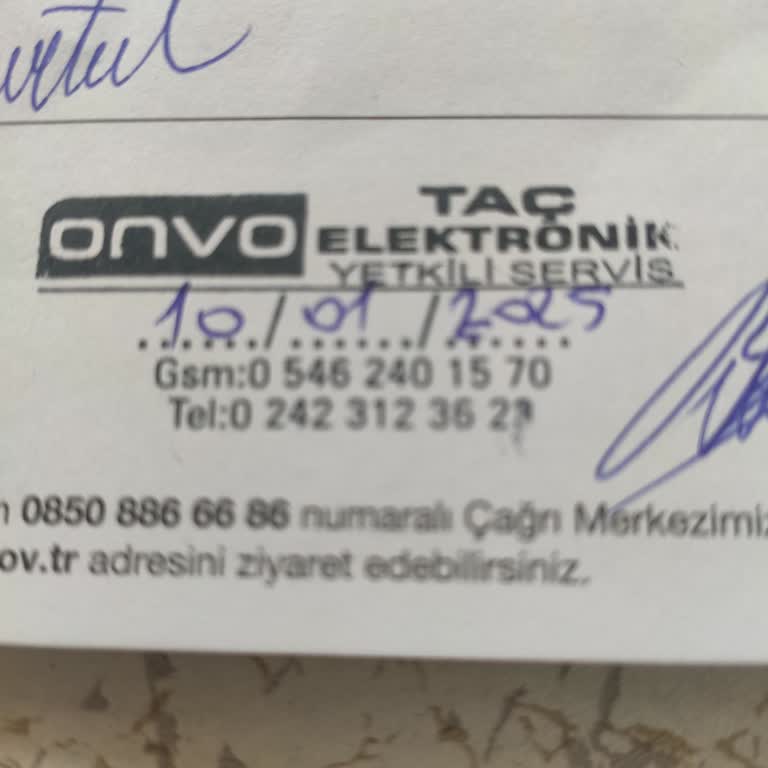 onvo TAÇ
ELEKTRONİK
YETKİLİ SERVİS
10/01/2025
Gsm:0 546 240 15 70
Tel:0 242 312 36 23
0850 886 66 86 numaralı Çağrı Merkezimiz
ov.tr adresini ziyaret edebilirsiniz.